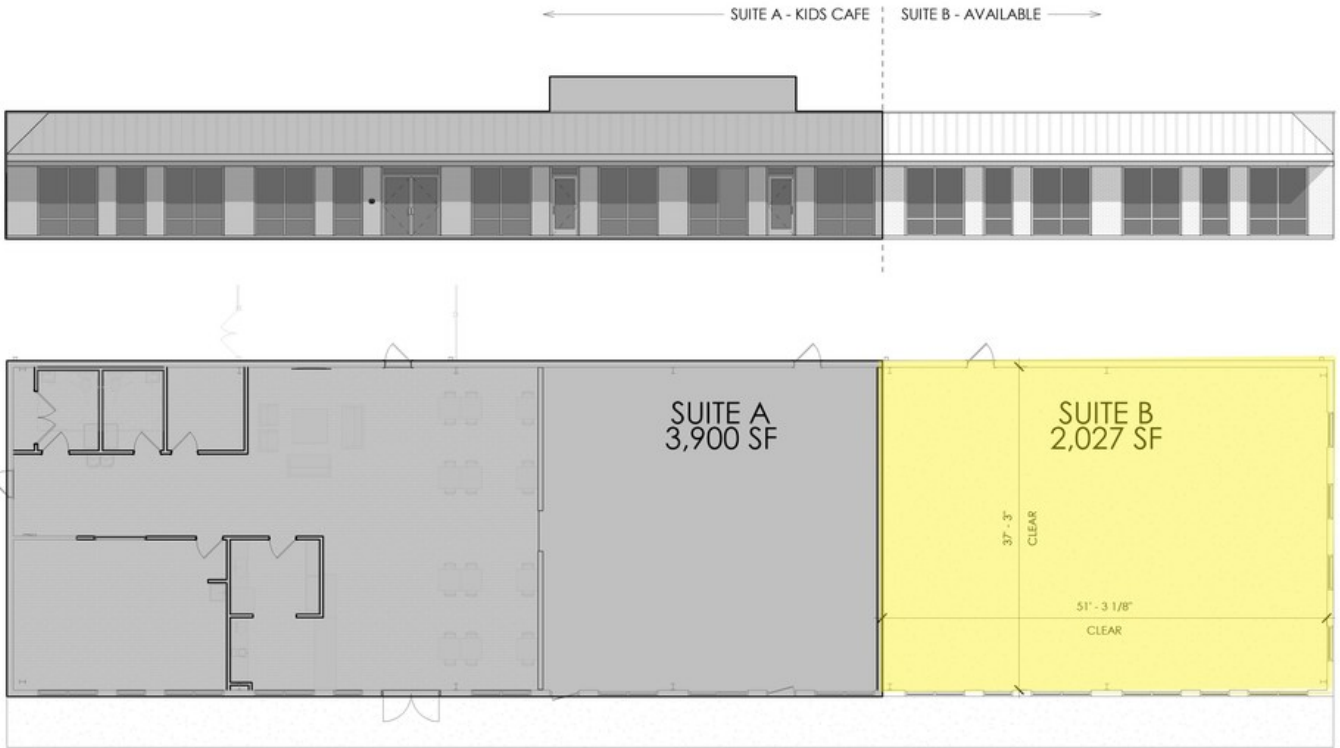 SUITE A - KIDS CAFE
SUITE B - AVAILABLE
SUITE A
3,900 SF
SUITE B
2,027 SF
37' - 3"
CLEAR
51' - 3 1/8"
CLEAR